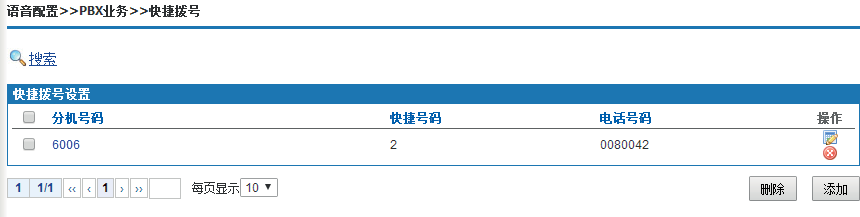 语音配置>>PBX业务>>快捷拨号
搜索
快捷拨号设置
分机号码 快捷号码 电话号码 操作
6006 2 0080042
1 1/1 ‹‹ ‹ 1 › ›› 每页显示 10 ▼ 删除 添加